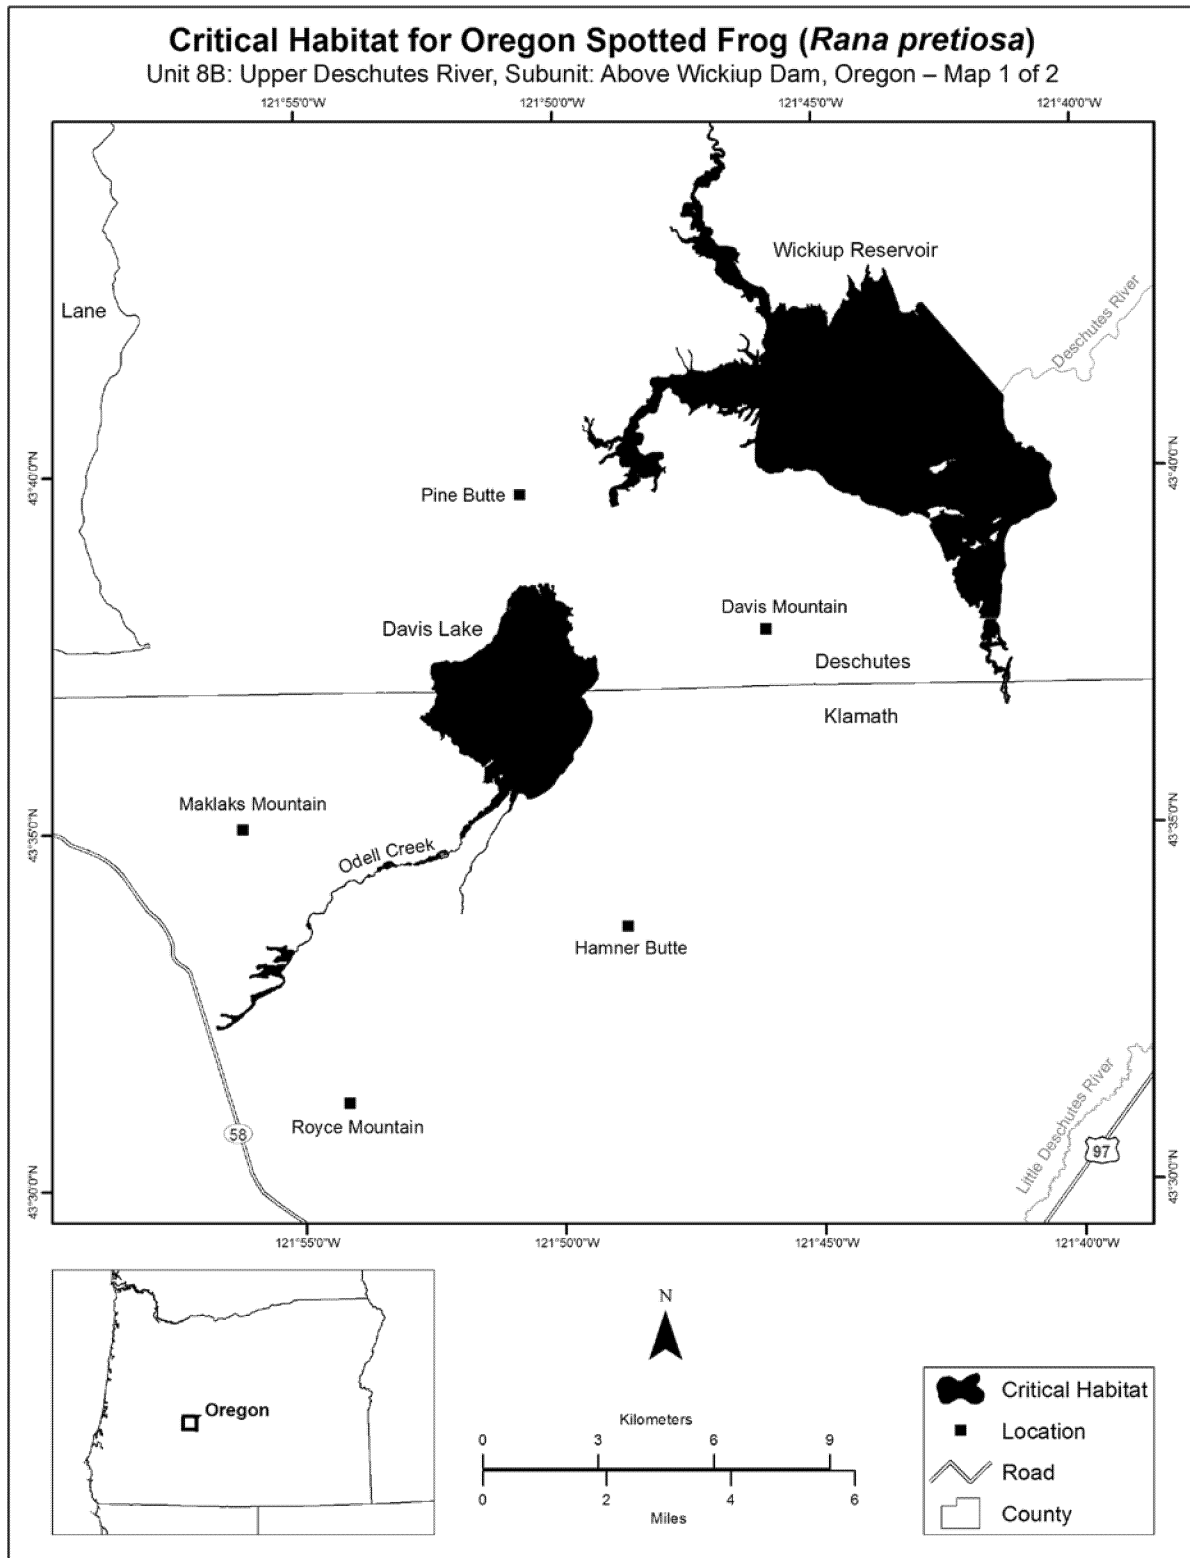 Critical Habitat for Oregon Spotted Frog (Rana pretiosa)
Unit 8B: Upper Deschutes River, Subunit: Above Wickiup Dam, Oregon – Map 1 of 2
121°55'0"W
121°50'0"W
121°45'0"W
121°40'0"W
Wickiup Reservoir
Lane
Deschutes River
43°40'0"N
43°40'0"N
Pine Butte
Davis Mountain
Davis Lake
Deschutes
Klamath
Maklaks Mountain
43°35'0"N
43°35'0"N
Odell Creek
Hamner Butte
Little Deschutes River
Royce Mountain
58
97
43°30'0"N
43°30'0"N
121°55'0"W
121°50'0"W
121°45'0"W
121°40'0"W
N
Oregon
Kilometers
0 3 6 9
0 2 4 6
Miles
Critical Habitat
Location
Road
County